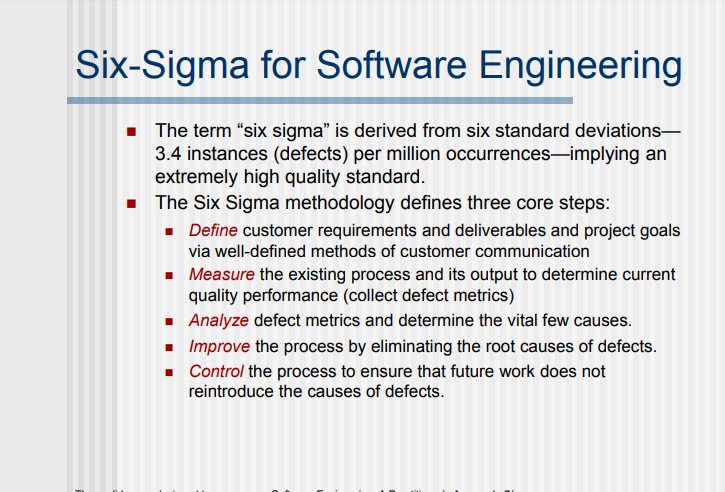 Six-Sigma for Software Engineering
The term “six sigma” is derived from six standard deviations—
3.4 instances (defects) per million occurrences—implying an
extremely high quality standard.
The Six Sigma methodology defines three core steps:
Define customer requirements and deliverables and project goals
via well-defined methods of customer communication
Measure the existing process and its output to determine current
quality performance (collect defect metrics)
Analyze defect metrics and determine the vital few causes.
Improve the process by eliminating the root causes of defects.
Control the process to ensure that future work does not
reintroduce the causes of defects.